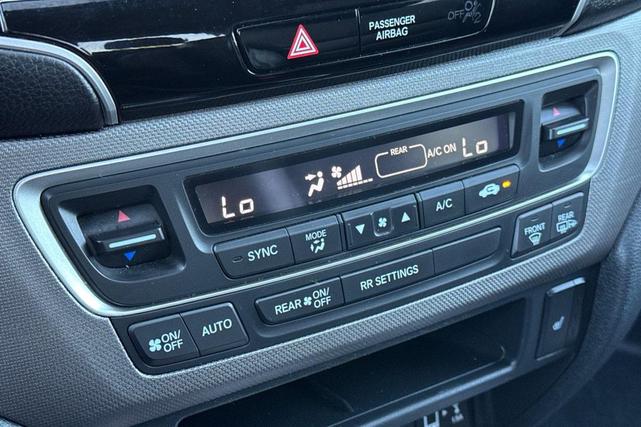 PASSENGER
AIRBAG
OFF
Lo
REAR
A/C ON
Lo
SYNC
MODE
A/C
FRONT
REAR
ON/
OFF
AUTO
REAR ON/
OFF
RR SETTINGS